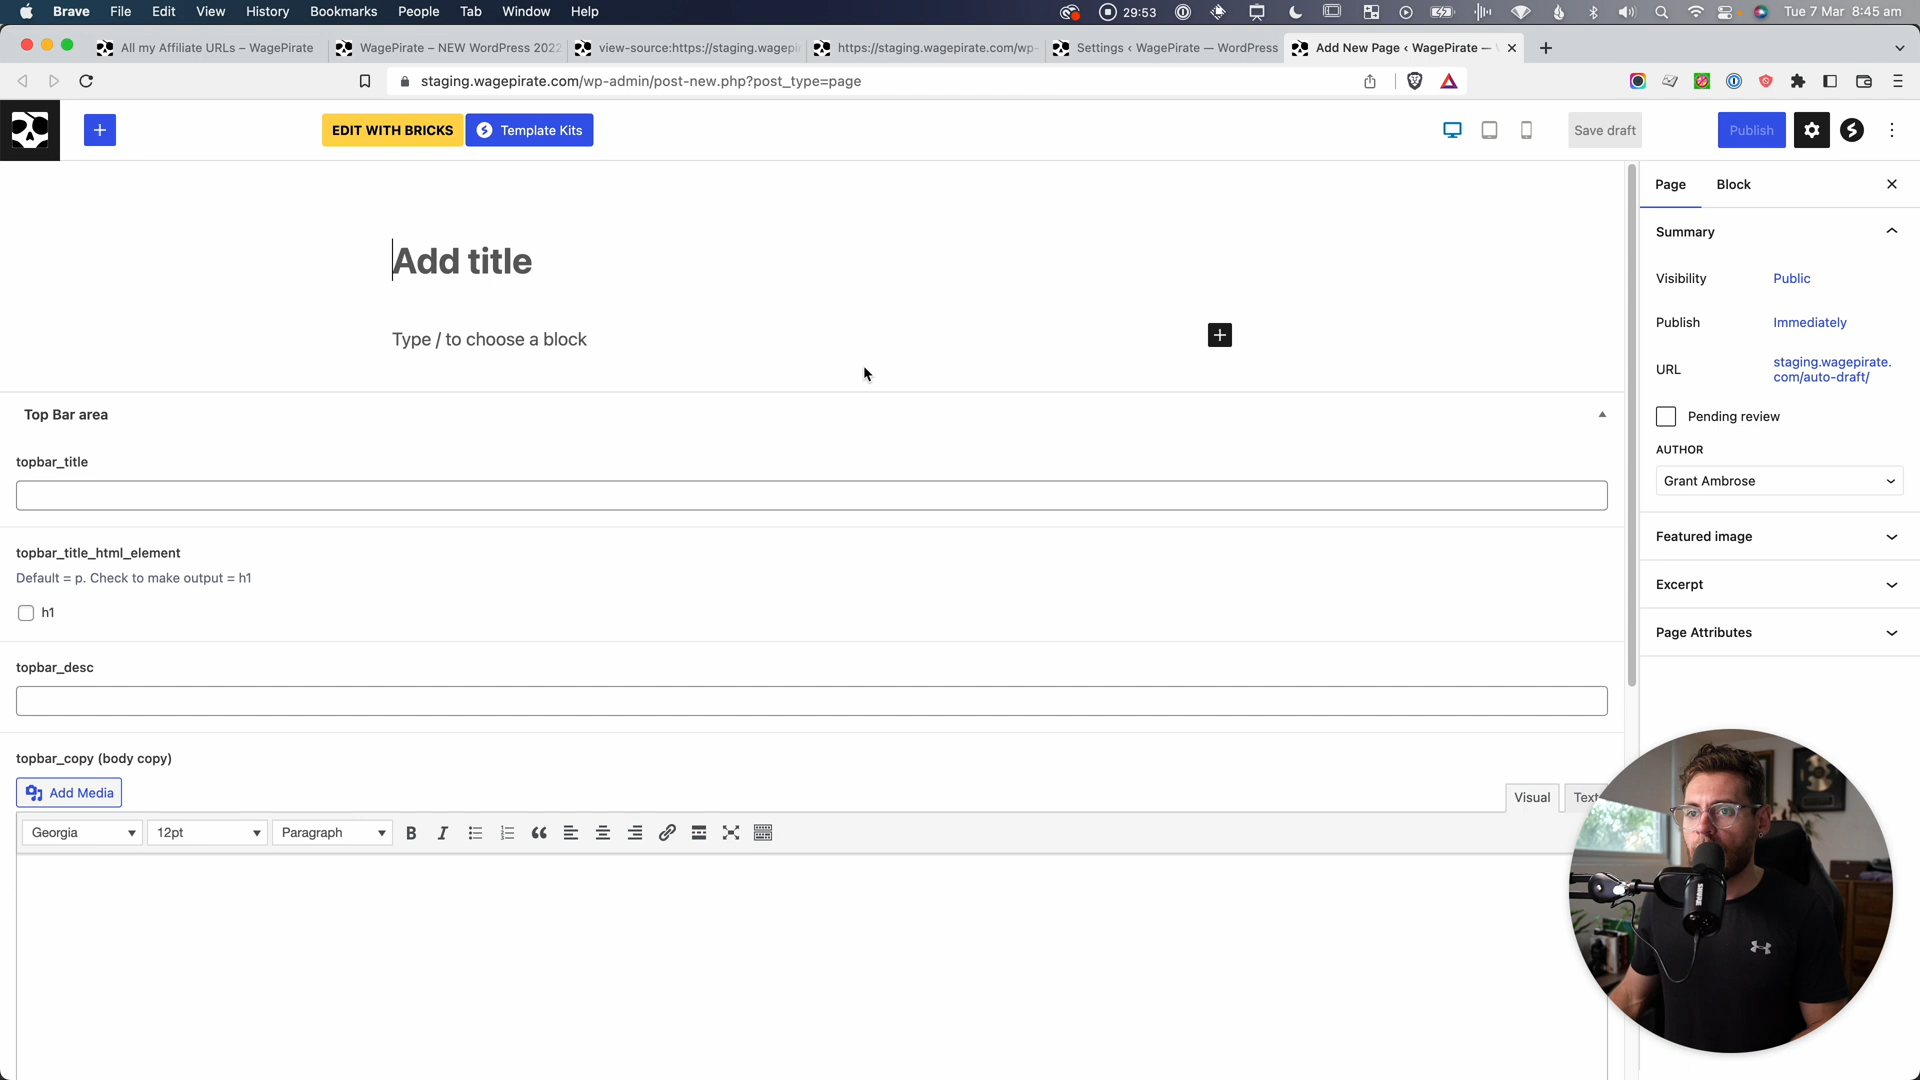 Brave File Edit View History Bookmarks People Tab Window Help 29:53 Tue 7 Mar 8:45 am
All my Affiliate URLs – WagePirate
WagePirate – NEW WordPress 2022
view-source:https://staging.wagepi
https://staging.wagepirate.com/wp-
Settings ‹ WagePirate — WordPress
Add New Page ‹ WagePirate —
staging.wagepirate.com/wp-admin/post-new.php?post_type=page
EDIT WITH BRICKS Template Kits Save draft Publish
Page Block
Add title
Summary
Visibility Public
Type / to choose a block
Publish Immediately
URL staging.wagepirate.
com/auto-draft/
Top Bar area
Pending review
AUTHOR
topbar_title
Grant Ambrose
Featured image
topbar_title_html_element
Default = p. Check to make output = h1
Excerpt
h1
Page Attributes
topbar_desc
topbar_copy (body copy)
Add Media
Visual Text
Georgia 12pt Paragraph B I